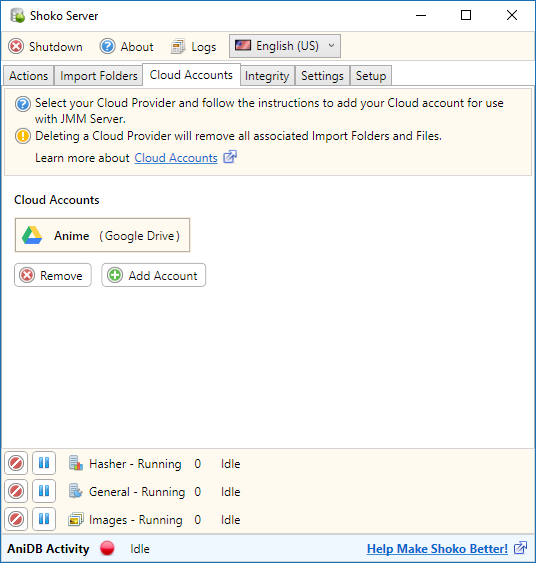 Shoko Server
Shutdown About Logs English (US)
Actions Import Folders Cloud Accounts Integrity Settings Setup
Select your Cloud Provider and follow the instructions to add your Cloud account for use
with JMM Server.
Deleting a Cloud Provider will remove all associated Import Folders and Files.
Learn more about Cloud Accounts
Cloud Accounts
Anime (Google Drive)
Remove Add Account
Hasher - Running 0 Idle
General - Running 0 Idle
Images - Running 0 Idle
AniDB Activity Idle Help Make Shoko Better!